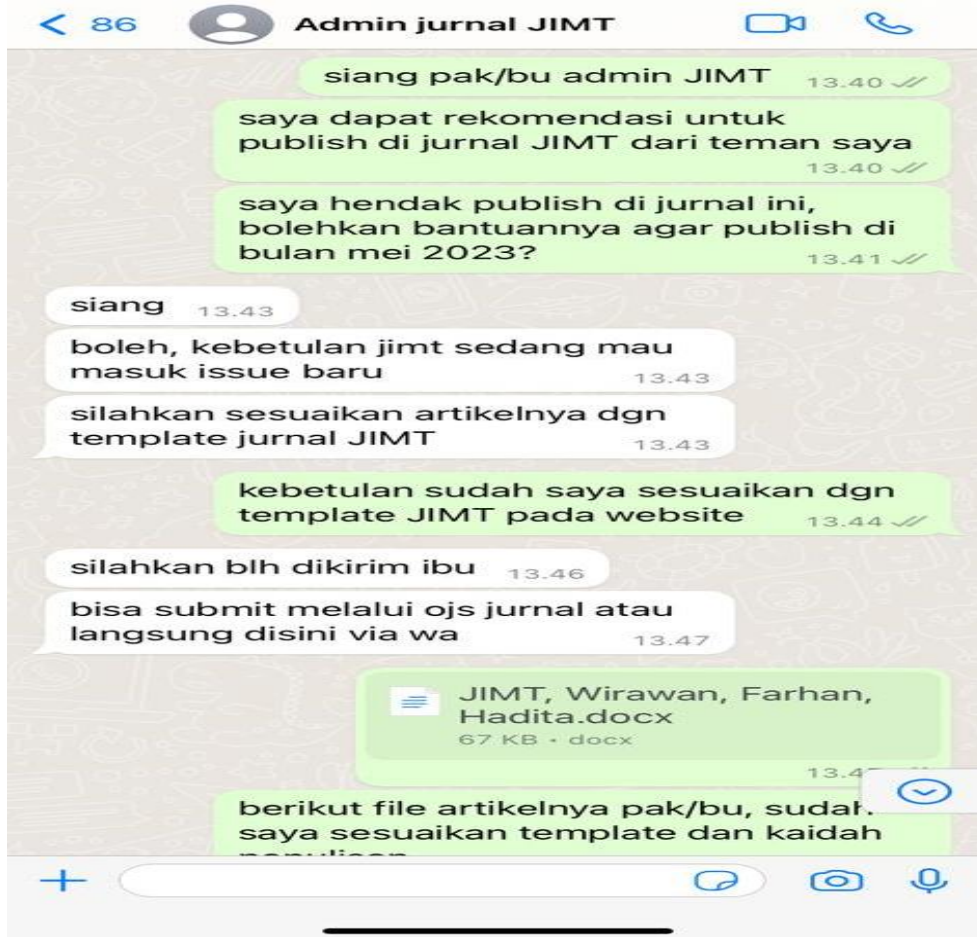 86 Admin jurnal JIMT
siang pak/bu admin JIMT 13.40
saya dapat rekomendasi untuk
publish di jurnal JIMT dari teman saya
13.40
saya hendak publish di jurnal ini,
bolehkan bantuannya agar publish di
bulan mei 2023? 13.41
siang 13.43
boleh, kebetulan jimt sedang mau
masuk issue baru 13.43
silahkan sesuaikan artikelnya dgn
template jurnal JIMT 13.43
kebetulan sudah saya sesuaikan dgn
template JIMT pada website 13.44
silahkan blh dikirim ibu 13.46
bisa submit melalui ojs jurnal atau
langsung disini via wa 13.47
JIMT, Wirawan, Farhan,
Hadita.docx
67 KB • docx
berikut file artikelnya pak/bu, sudah
saya sesuaikan template dan kaidah